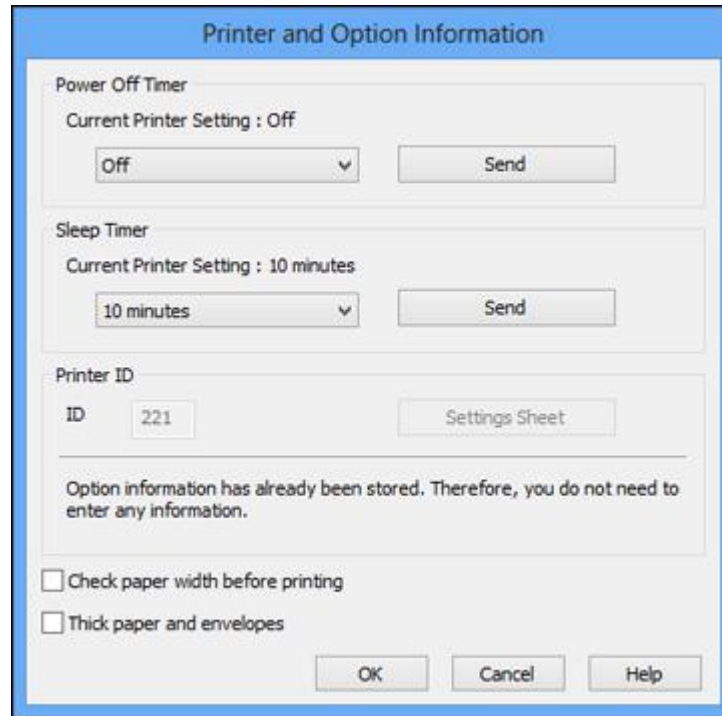 Printer and Option Information
Power Off Timer
Current Printer Setting : Off
Off
Send
Sleep Timer
Current Printer Setting : 10 minutes
10 minutes
Send
Printer ID
ID
221
Settings Sheet
Option information has already been stored. Therefore, you do not need to
enter any information.
Check paper width before printing
Thick paper and envelopes
OK
Cancel
Help